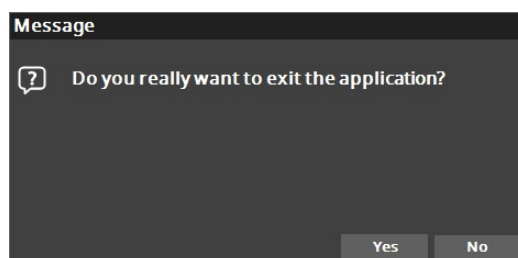 Message
? Do you really want to exit the application?
Yes No